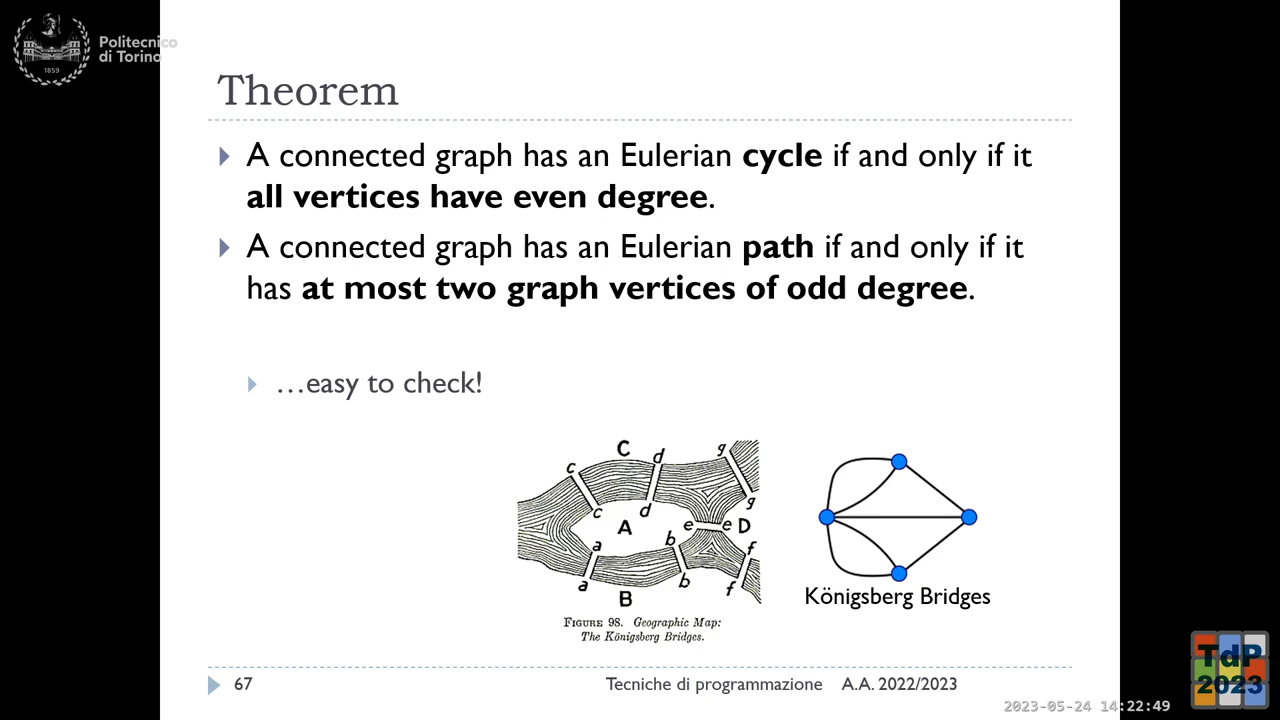 Politecnico
di Torino
1859
Theorem
A connected graph has an Eulerian cycle if and only if it
all vertices have even degree.
A connected graph has an Eulerian path if and only if it
has at most two graph vertices of odd degree.
…easy to check!
C
c
d
g
c
d
g
A
e
e
D
a
b
f
a
b
f
B
FIGURE 98. Geographic Map:
The Königsberg Bridges.
Königsberg Bridges
67
Tecniche di programmazione A.A. 2022/2023
TdP
2023
2023-05-24 14:22:49